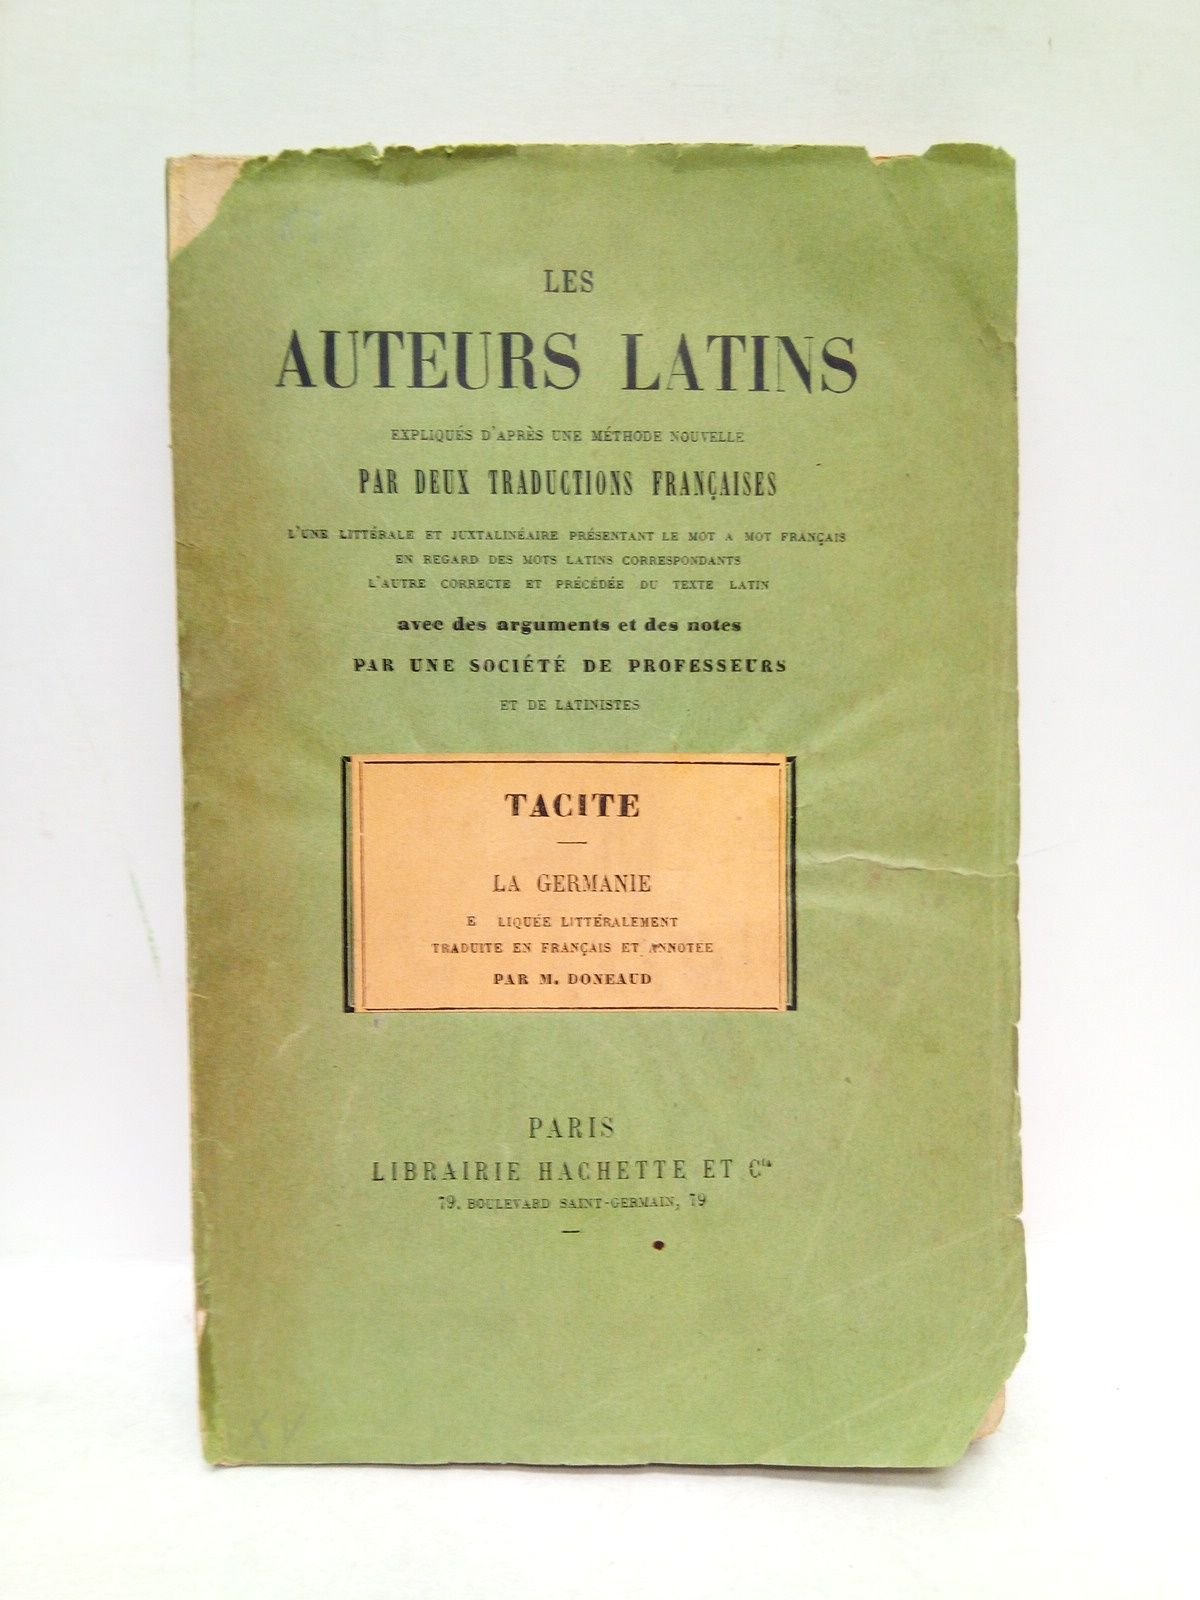 LES
AUTEURS LATINS
EXPLIQUÉS D'APRÈS UNE MÉTHODE NOUVELLE
PAR DEUX TRADUCTIONS FRANÇAISES
L'UNE LITTÉRALE ET JUXTALINÉAIRE PRÉSENTANT LE MOT A MOT FRANÇAIS
EN REGARD DES MOTS LATINS CORRESPONDANTS
L'AUTRE CORRECTE ET PRÉCÉDÉE DU TEXTE LATIN
avec des arguments et des notes
PAR UNE SOCIÉTÉ DE PROFESSEURS
ET DE LATINISTES
TACITE
LA GERMANIE
E LIQUÉE LITTÉRALEMENT
TRADUITE EN FRANÇAIS ET ANNOTÉE
PAR M. DONEAUD
PARIS
LIBRAIRIE HACHETTE ET Cie
79, BOULEVARD SAINT-GERMAIN, 79